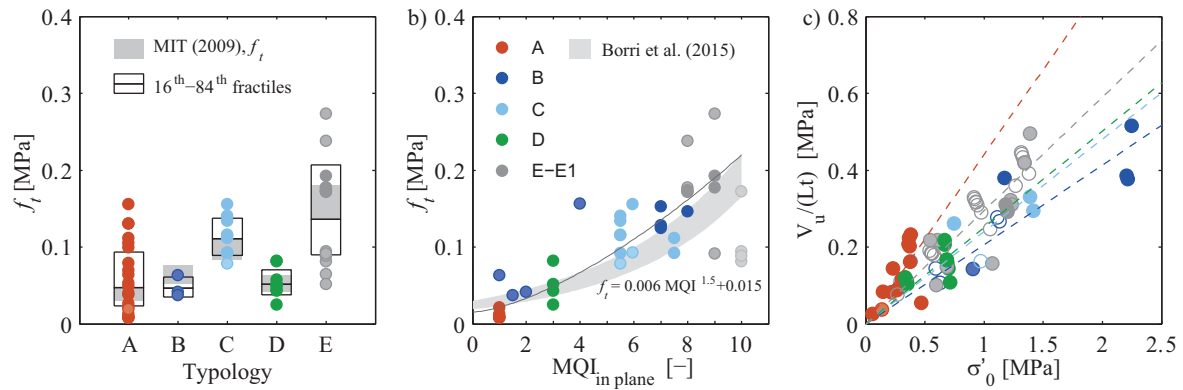 a)
0.4
0.3
0.2
0.1
0
f_t [MPa]
MIT (2009), f_t
16th−84th fractiles
A B C D E
Typology
b)
0.4
0.3
0.2
0.1
0
f_t [MPa]
A
B
C
D
E−E1
Borri et al. (2015)
f_t = 0.006 MQI 1.5+0.015
0 2 4 6 8 10
MQI in plane [−]
c)
0.8
0.6
0.4
0.2
0
V_u/(Lt) [MPa]
0 0.5 1 1.5 2 2.5
σ'_0 [MPa]